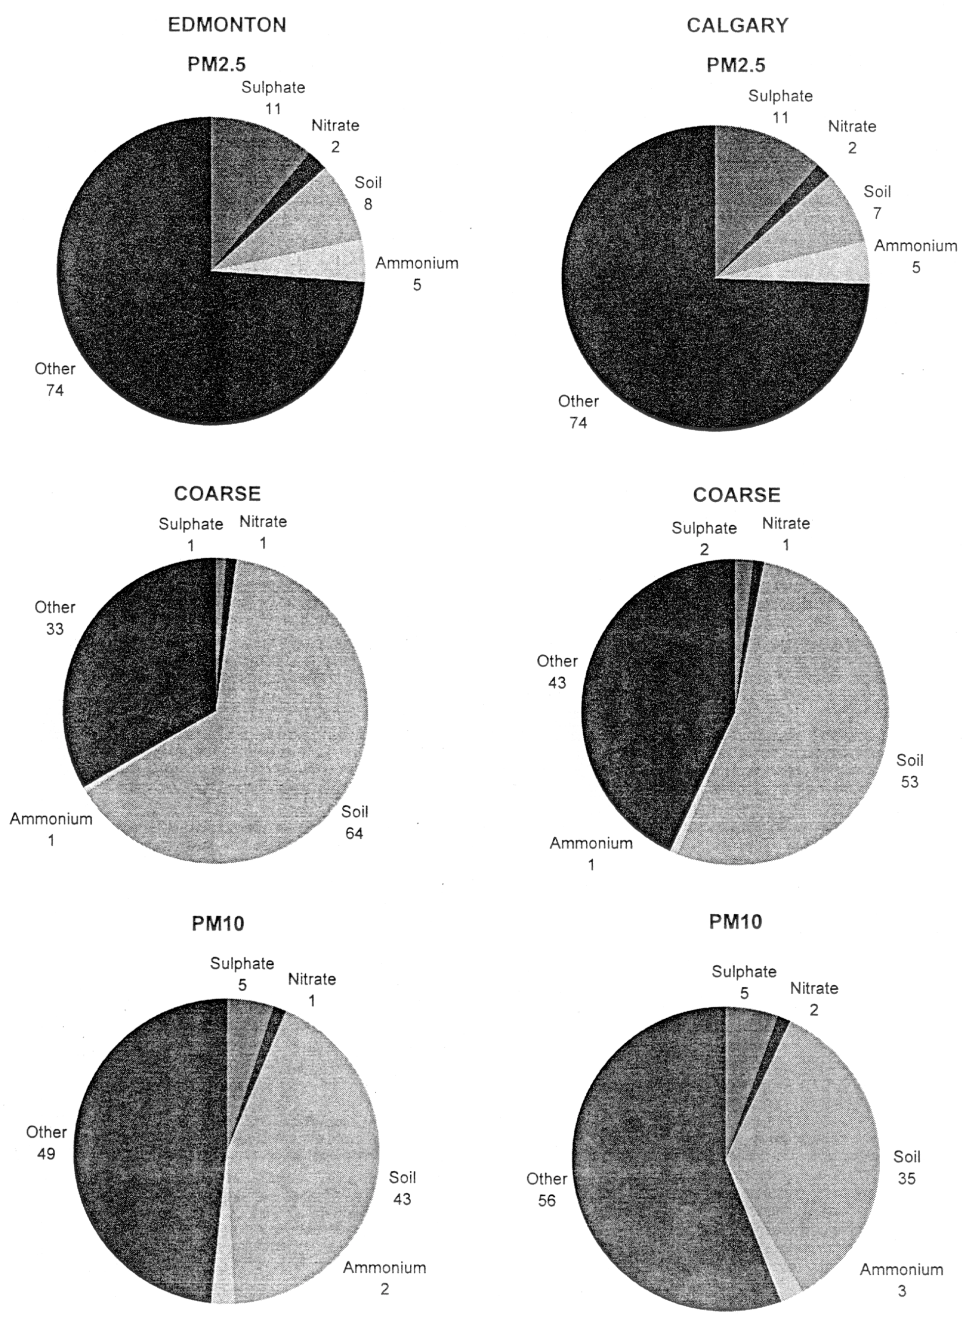 EDMONTON
PM2.5
Sulphate
11
Nitrate
2
Soil
8
Ammonium
5
Other
74
CALGARY
PM2.5
Sulphate
11
Nitrate
2
Soil
7
Ammonium
5
Other
74
COARSE
Sulphate
1
Nitrate
1
Other
33
Soil
64
Ammonium
1
COARSE
Sulphate
2
Nitrate
1
Other
43
Soil
53
Ammonium
1
PM10
Sulphate
5
Nitrate
1
Other
49
Soil
43
Ammonium
2
PM10
Sulphate
5
Nitrate
2
Other
56
Soil
35
Ammonium
3